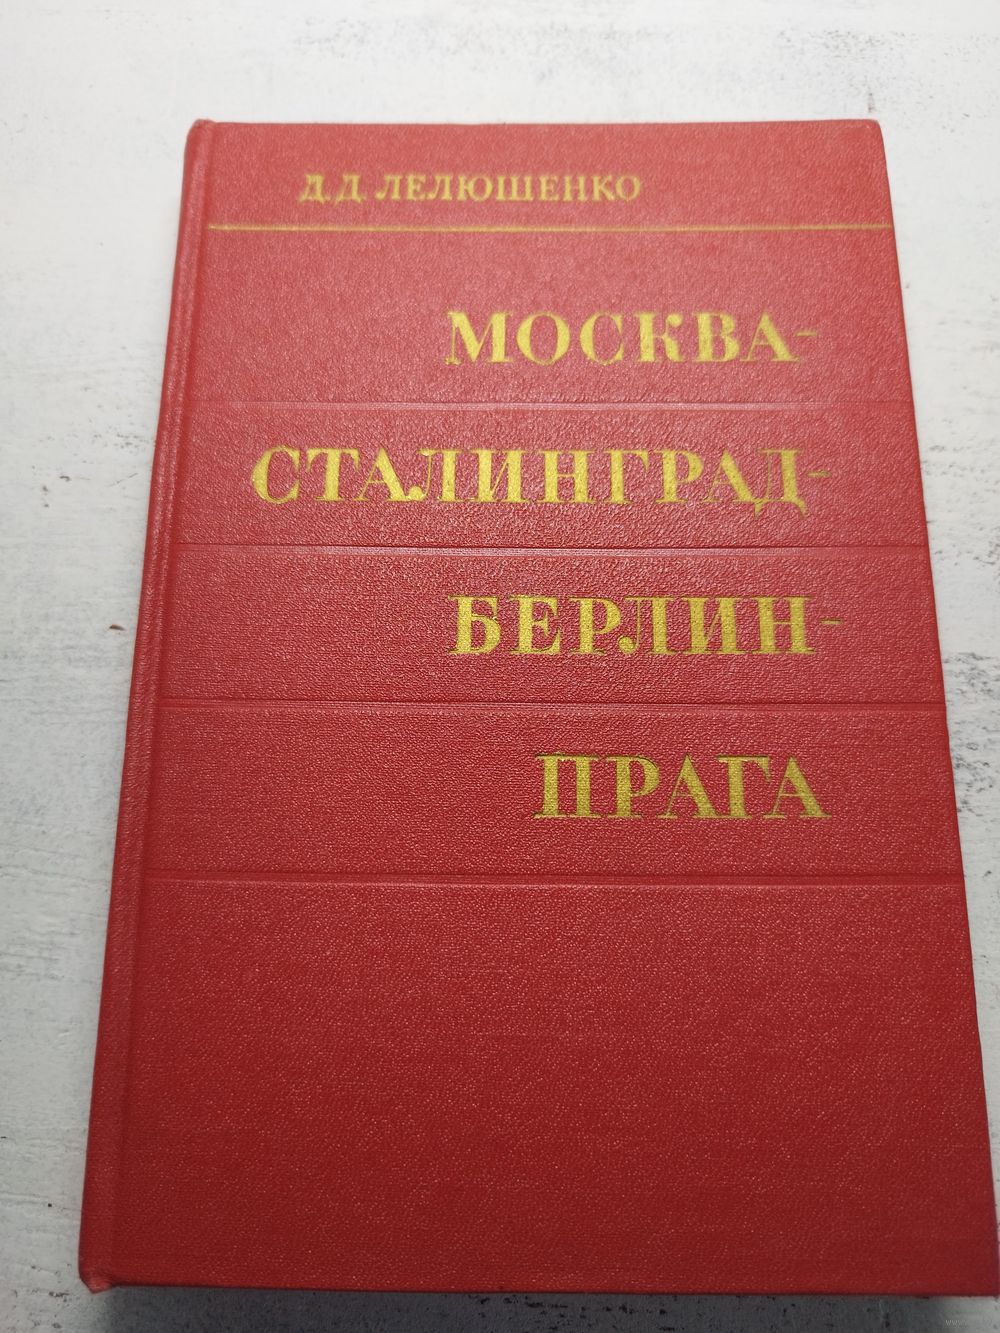 Д. Д. ЛЕЛЮШЕНКО
МОСКВА-
СТАЛИНГРАД-
БЕРЛИН-
ПРАГА